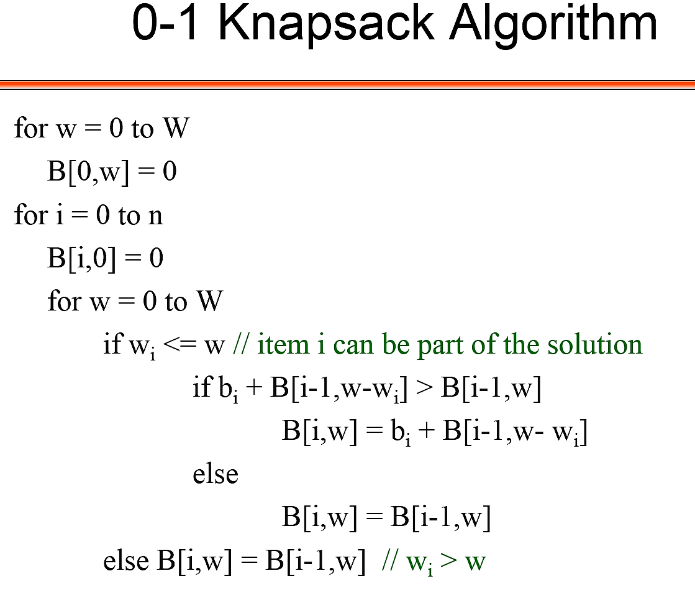 0-1 Knapsack Algorithm
for w = 0 to W
B[0,w] = 0
for i = 0 to n
B[i,0] = 0
for w = 0 to W
if wᵢ <= w // item i can be part of the solution
if bᵢ + B[i-1,w-wᵢ] > B[i-1,w]
B[i,w] = bᵢ + B[i-1,w- wᵢ]
else
B[i,w] = B[i-1,w]
else B[i,w] = B[i-1,w] // wᵢ > w